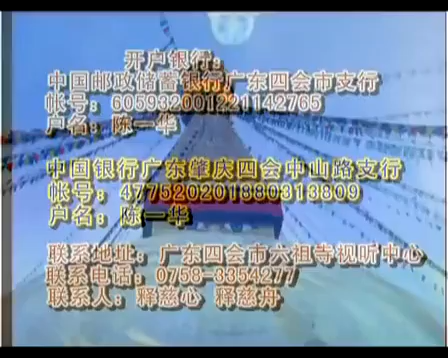 开户银行：
中国邮政储蓄银行广东四会市支行
帐号：605932001221142765
户名：陈一华
中国银行广东肇庆四会中山路支行
帐号：477520201880313809
户名：陈一华
联系地址：广东四会市六祖寺视听中心
联系电话：0758-3354277
联系人：释慈心 释慈舟